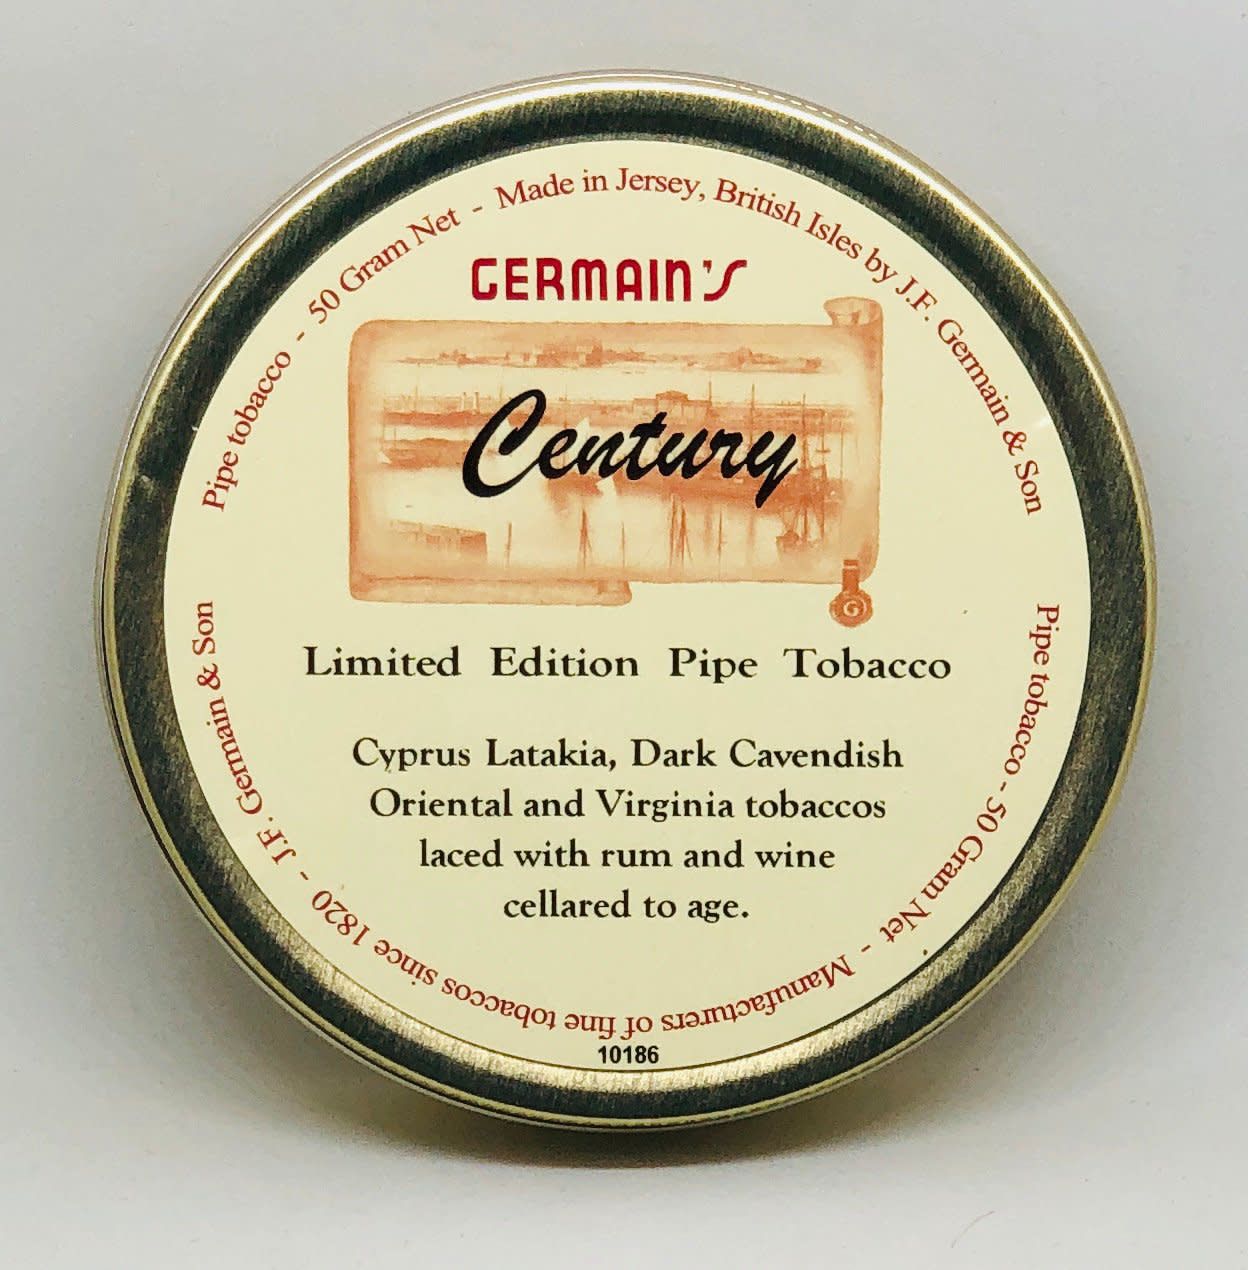 Pipe tobacco - 50 Gram Net - Made in Jersey, British Isles by J.F. Germain & Son
GERMAIN'S
Century
G
Limited Edition Pipe Tobacco
Cyprus Latakia, Dark Cavendish
Oriental and Virginia tobaccos
laced with rum and wine
cellared to age.
Pipe tobacco - 50 Gram Net - Manufacturers of fine tobaccos since 1820 - J.F. Germain & Son
10186